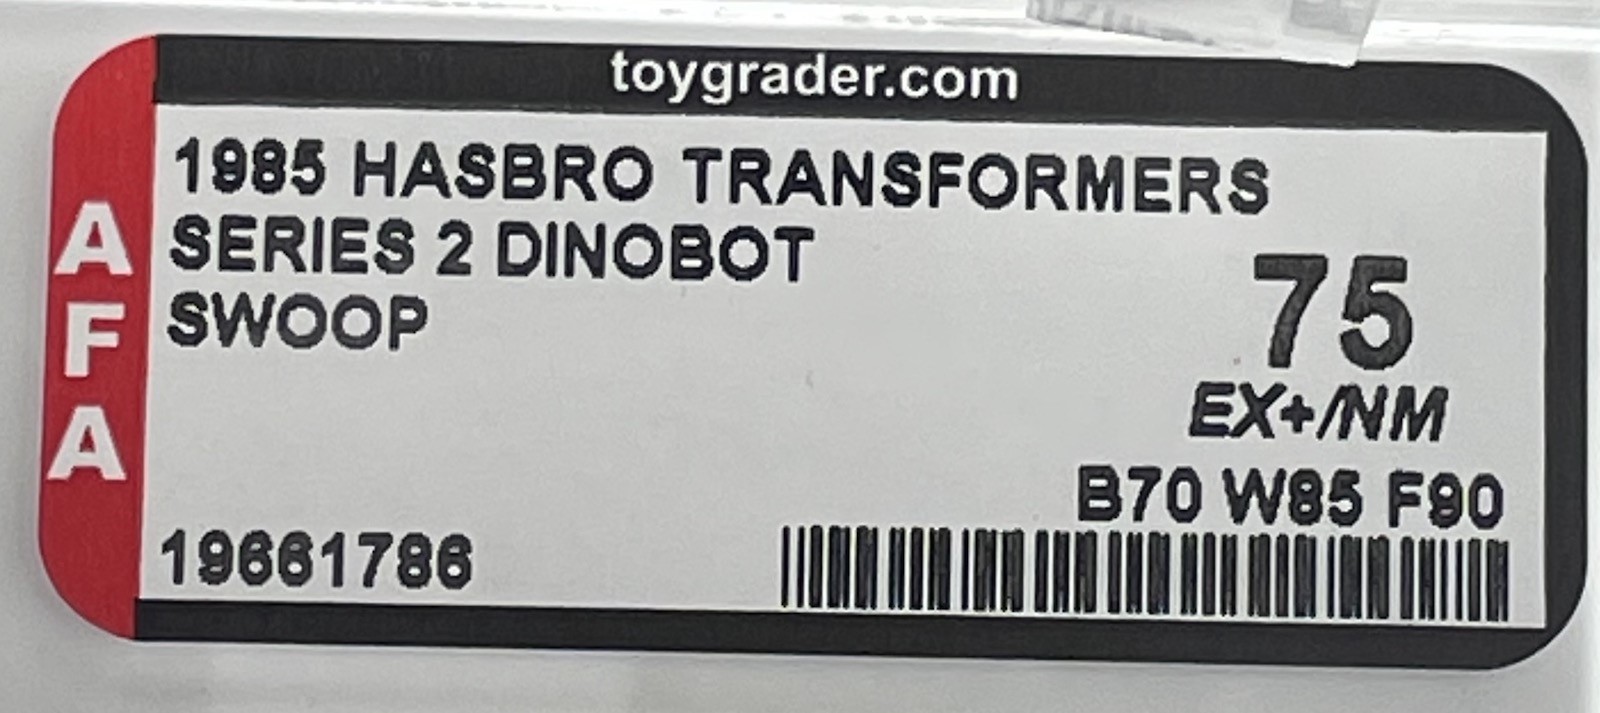 toygrader.com
AFA
1985 HASBRO TRANSFORMERS
SERIES 2 DINOBOT
SWOOP
75
EX+/NM
B70 W85 F90
19661786